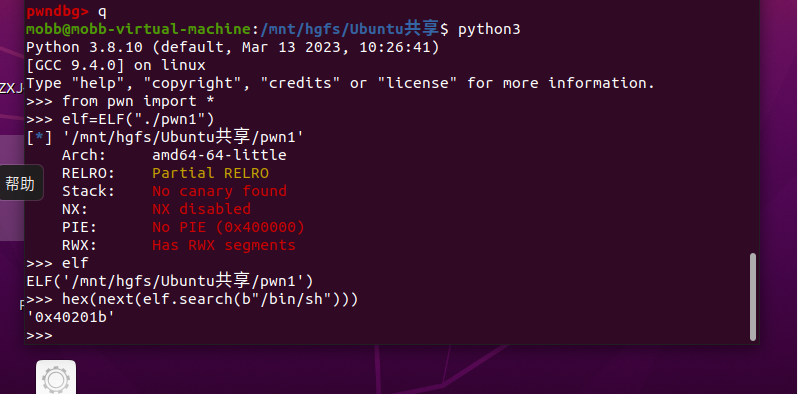 pwndbg> q
mobb@mobb-virtual-machine:/mnt/hgfs/Ubuntu共享$ python3
Python 3.8.10 (default, Mar 13 2023, 10:26:41)
[GCC 9.4.0] on linux
Type "help", "copyright", "credits" or "license" for more information.
>>> from pwn import *
>>> elf=ELF("./pwn1")
[*] '/mnt/hgfs/Ubuntu共享/pwn1'
    Arch:     amd64-64-little
    RELRO:    Partial RELRO
    Stack:    No canary found
    NX:       NX disabled
    PIE:      No PIE (0x400000)
    RWX:      Has RWX segments
>>> elf
ELF('/mnt/hgfs/Ubuntu共享/pwn1')
>>> hex(next(elf.search(b"/bin/sh")))
'0x40201b'
>>>
ZXJ
帮助